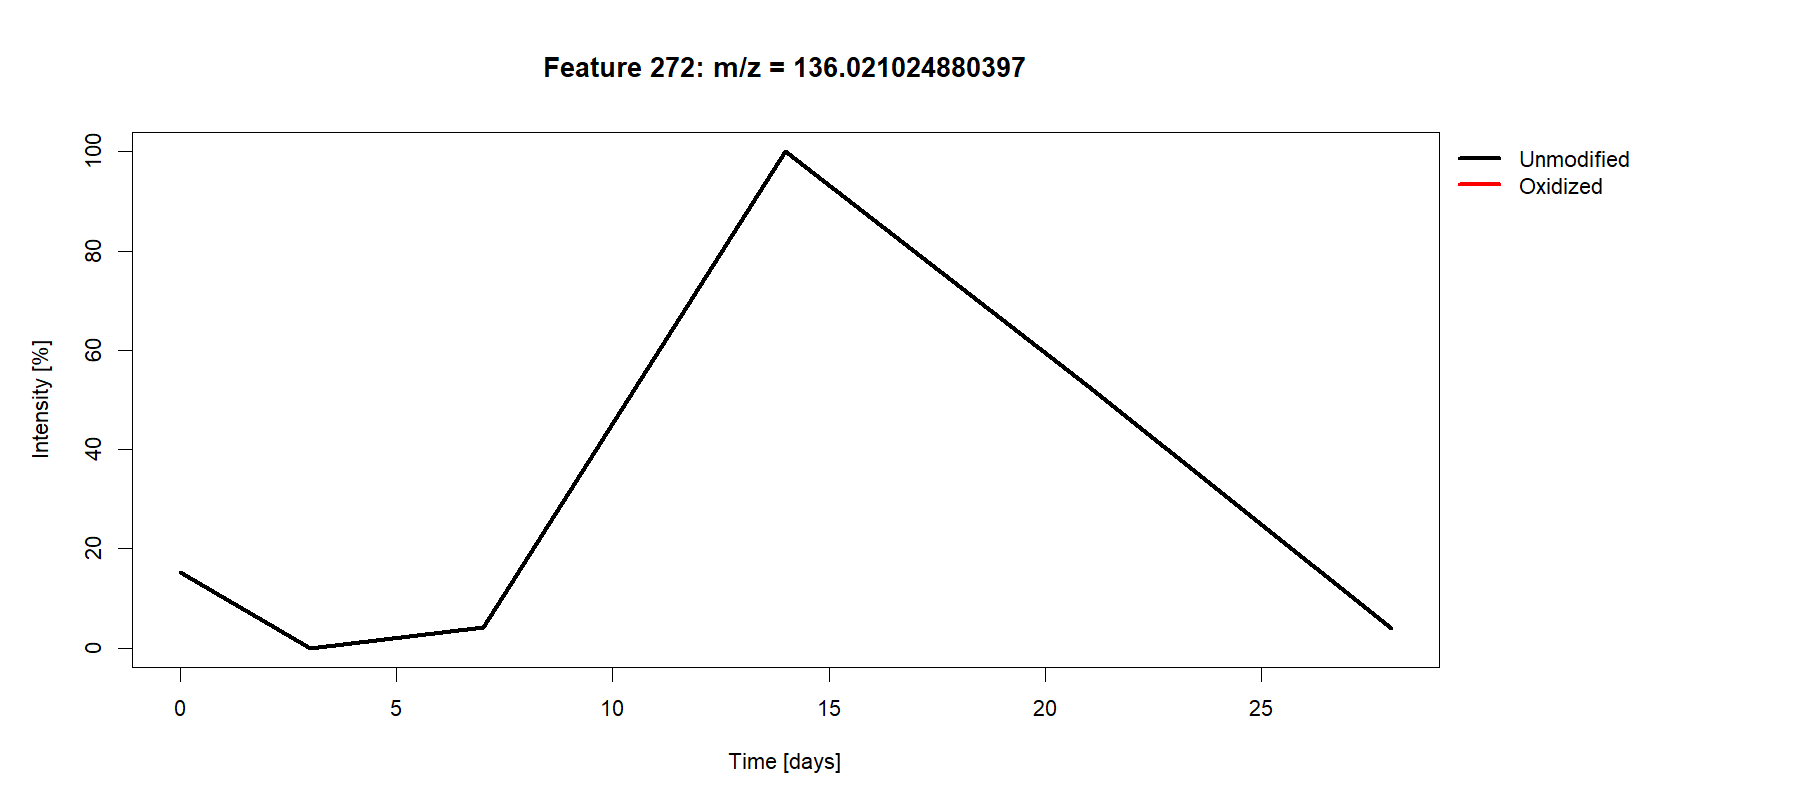 Feature 272: m/z = 136.021024880397
Unmodified
Oxidized
100
80
60
40
20
0
Intensity [%]
0 5 10 15 20 25
Time [days]